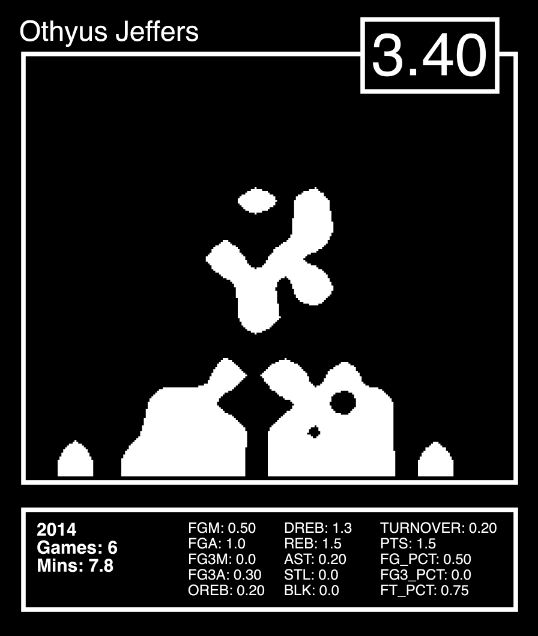 Othyus Jeffers
3.40
2014
Games: 6
Mins: 7.8
FGM: 0.50
FGA: 1.0
FG3M: 0.0
FG3A: 0.30
OREB: 0.20
DREB: 1.3
REB: 1.5
AST: 0.20
STL: 0.0
BLK: 0.0
TURNOVER: 0.20
PTS: 1.5
FG_PCT: 0.50
FG3_PCT: 0.0
FT_PCT: 0.75